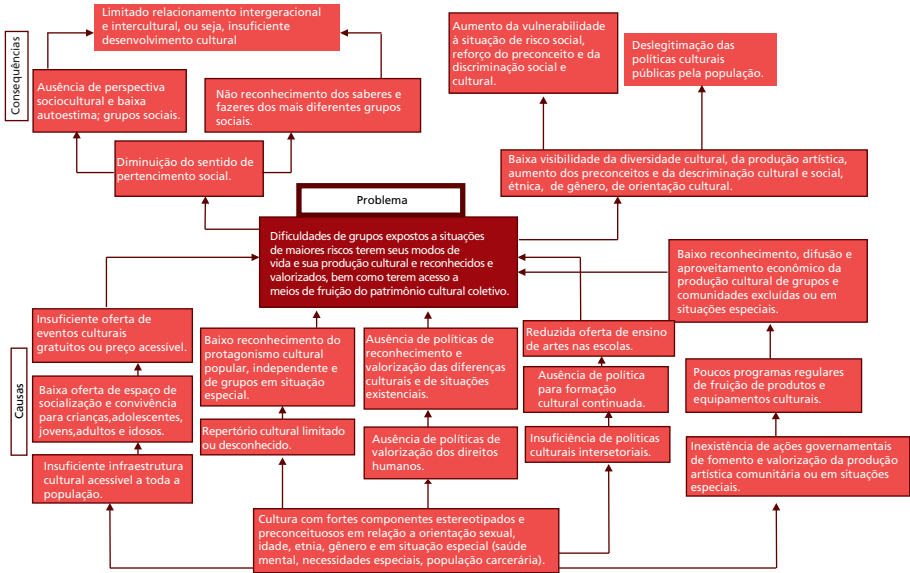 Consequências
Limitado relacionamento intergeracional
e intercultural, ou seja, insuficiente
desenvolvimento cultural
Aumento da vulnerabilidade
à situação de risco social,
reforço do preconceito e da
discriminação social e
cultural.
Deslegitimação das
políticas culturais
públicas pela população.
Ausência de perspectiva
sociocultural e baixa
autoestima; grupos sociais.
Não reconhecimento dos saberes e
fazeres dos mais diferentes grupos
sociais.
Diminuição do sentido de
pertencimento social.
Baixa visibilidade da diversidade cultural, da produção artística,
aumento dos preconceitos e da descriminação cultural e social,
étnica, de gênero, de orientação cultural.
Problema
Dificuldades de grupos expostos a situações
de maiores riscos terem seus modos de
vida e sua produção cultural e reconhecidos e
valorizados, bem como terem acesso a
meios de fruição do patrimônio cultural coletivo.
Causas
Insuficiente oferta de
eventos culturais
gratuitos ou preço acessível.
Baixa oferta de espaço de
socialização e convivência
para crianças,adolescentes,
jovens,adultos e idosos.
Insuficiente infraestrutura
cultural acessível a toda a
população.
Baixo reconhecimento do
protagonismo cultural
popular, independente e
de grupos em situação
especial.
Repertório cultural limitado
ou desconhecido.
Ausência de políticas de
reconhecimento e
valorização das diferenças
culturais e de situações
existenciais.
Ausência de políticas de
valorização dos direitos
humanos.
Reduzida oferta de ensino
de artes nas escolas.
Ausência de política
para formação
cultural continuada.
Insuficiência de políticas
culturais intersetoriais.
Baixo reconhecimento, difusão e
aproveitamento econômico da
produção cultural de grupos e
comunidades excluídas ou em
situações especiais.
Poucos programas regulares
de fruição de produtos e
equipamentos culturais.
Inexistência de ações governamentais
de fomento e valorização da produção
artística comunitária ou em situações
especiais.
Cultura com fortes componentes estereotipados e
preconceituosos em relação a orientação sexual,
idade, etnia, gênero e em situação especial (saúde
mental, necessidades especiais, população carcerária).